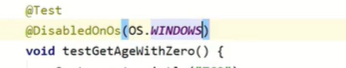 @Test
@DisabledOnOs(OS.WINDOWS)
void testGetAgeWithZero() {